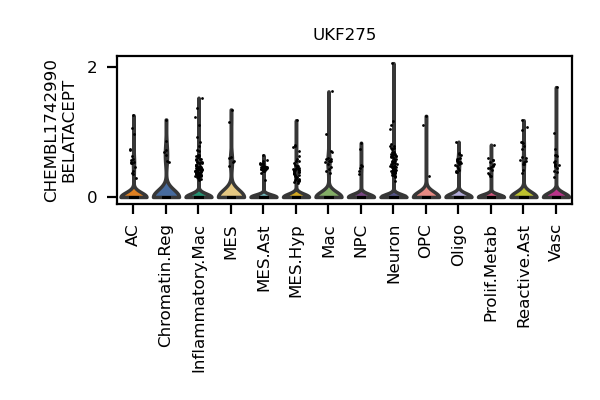 UKF275
CHEMBL1742990
BELATACEPT
2
0
AC
Chromatin.Reg
Inflammatory.Mac
MES
MES.Ast
MES.Hyp
Mac
NPC
Neuron
OPC
Oligo
Prolif.Metab
Reactive.Ast
Vasc